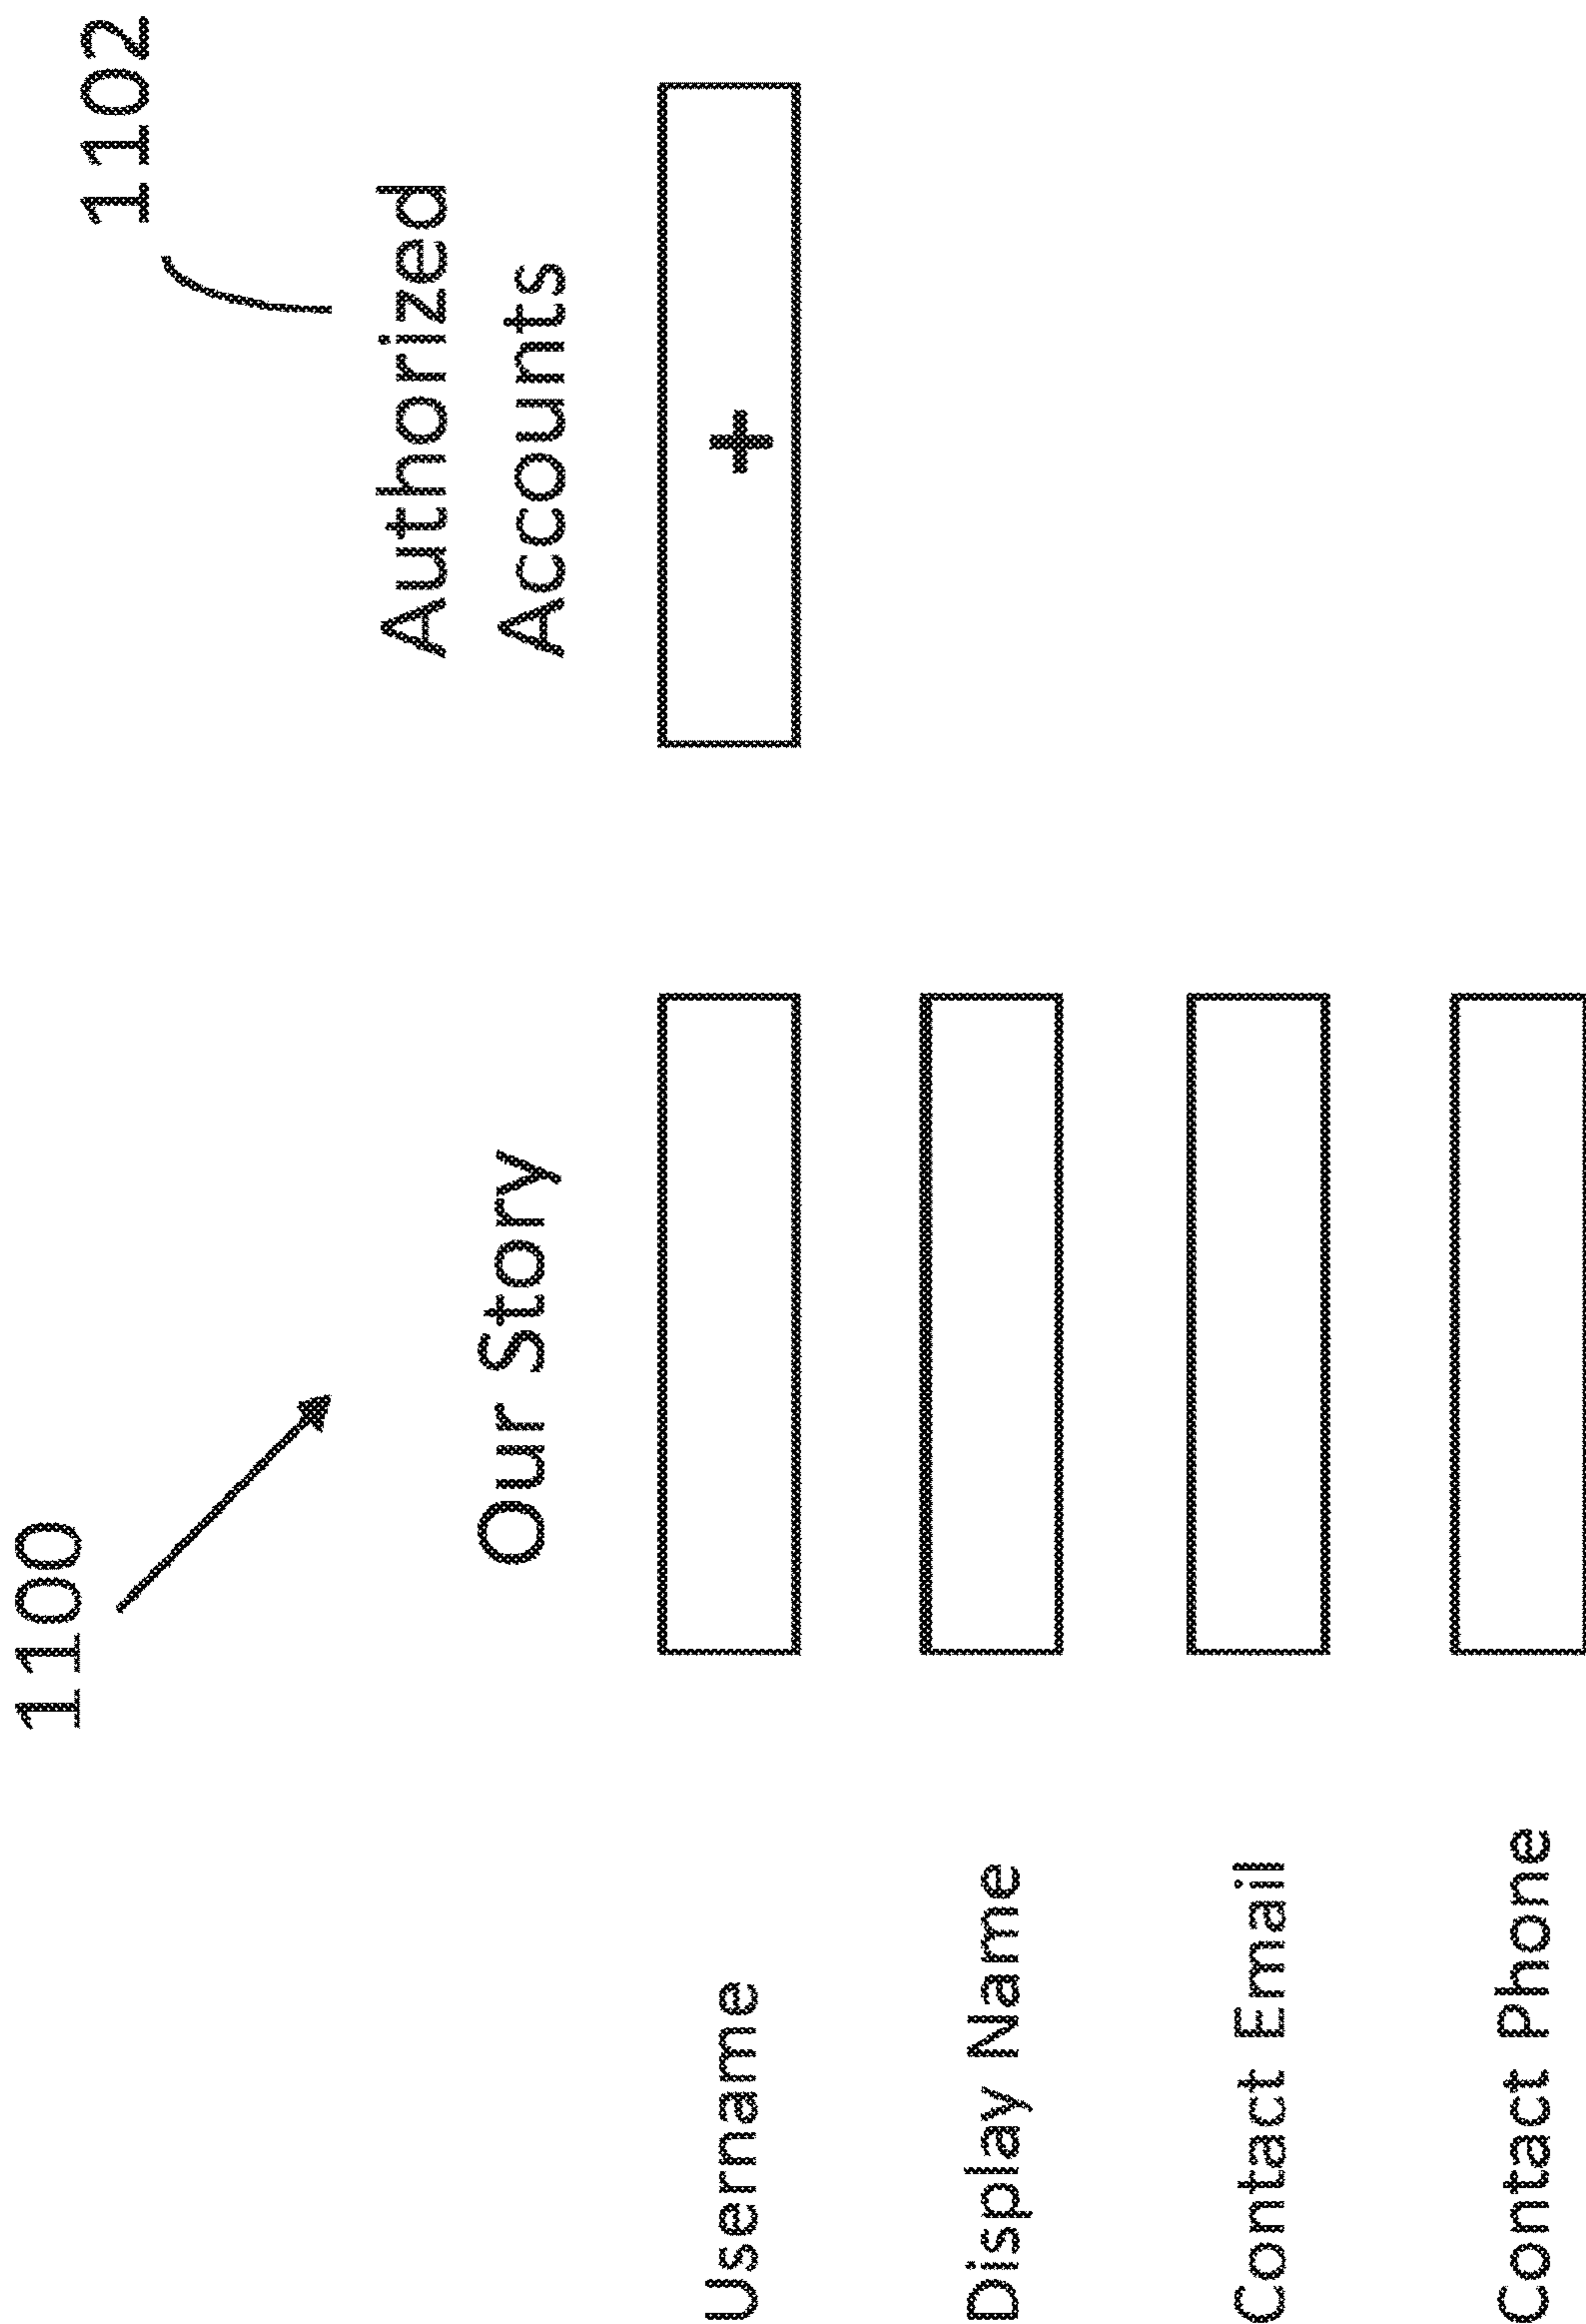 1100
1102
Our Story
Authorized
Accounts
Username
+
Display Name
Contact Email
Contact Phone